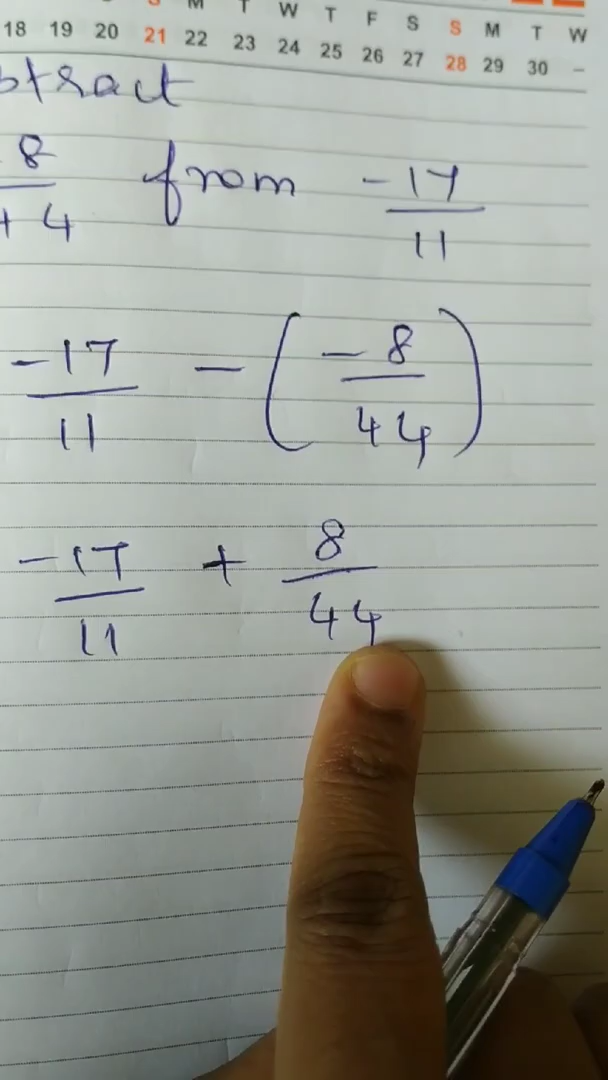 M T W T F S S M T W
18 19 20 21 22 23 24 25 26 27 28 29 30 –
btract
8/44 from -17/11
-17/11 - (-8/44)
-17/11 + 8/44